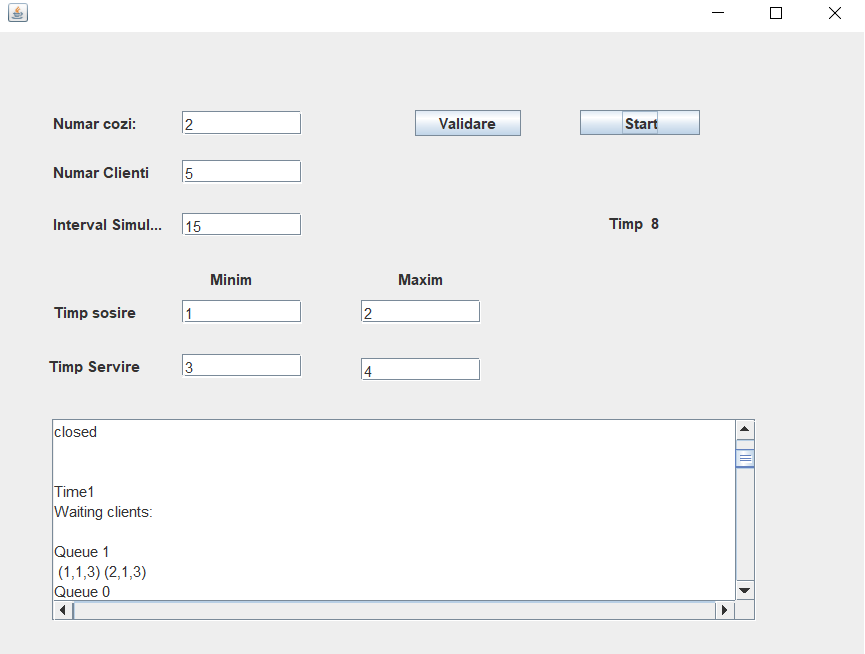 Numar cozi: 2 Validare Start
Numar Clienti 5
Interval Simul... 15 Timp 8
Minim Maxim
Timp sosire 1 2
Timp Servire 3 4
closed
Time1
Waiting clients:
Queue 1
(1,1,3) (2,1,3)
Queue 0